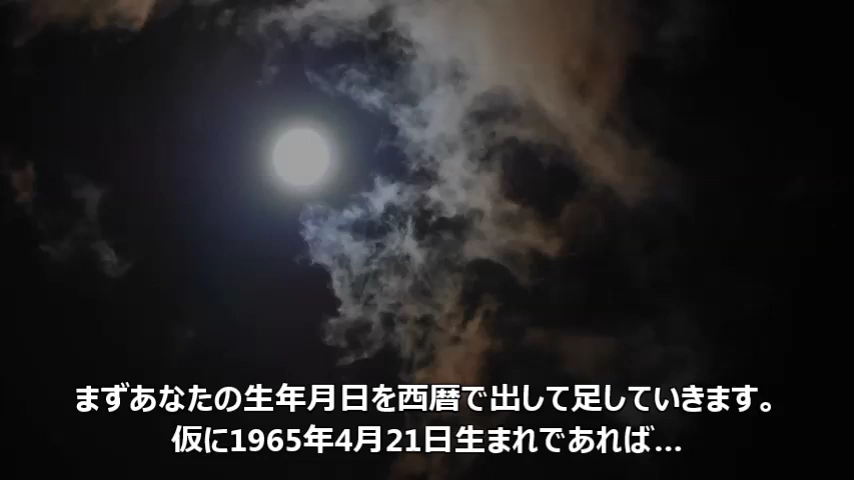 まずあなたの生年月日を西暦で出して足していきます。
仮に1965年4月21日生まれであれば…